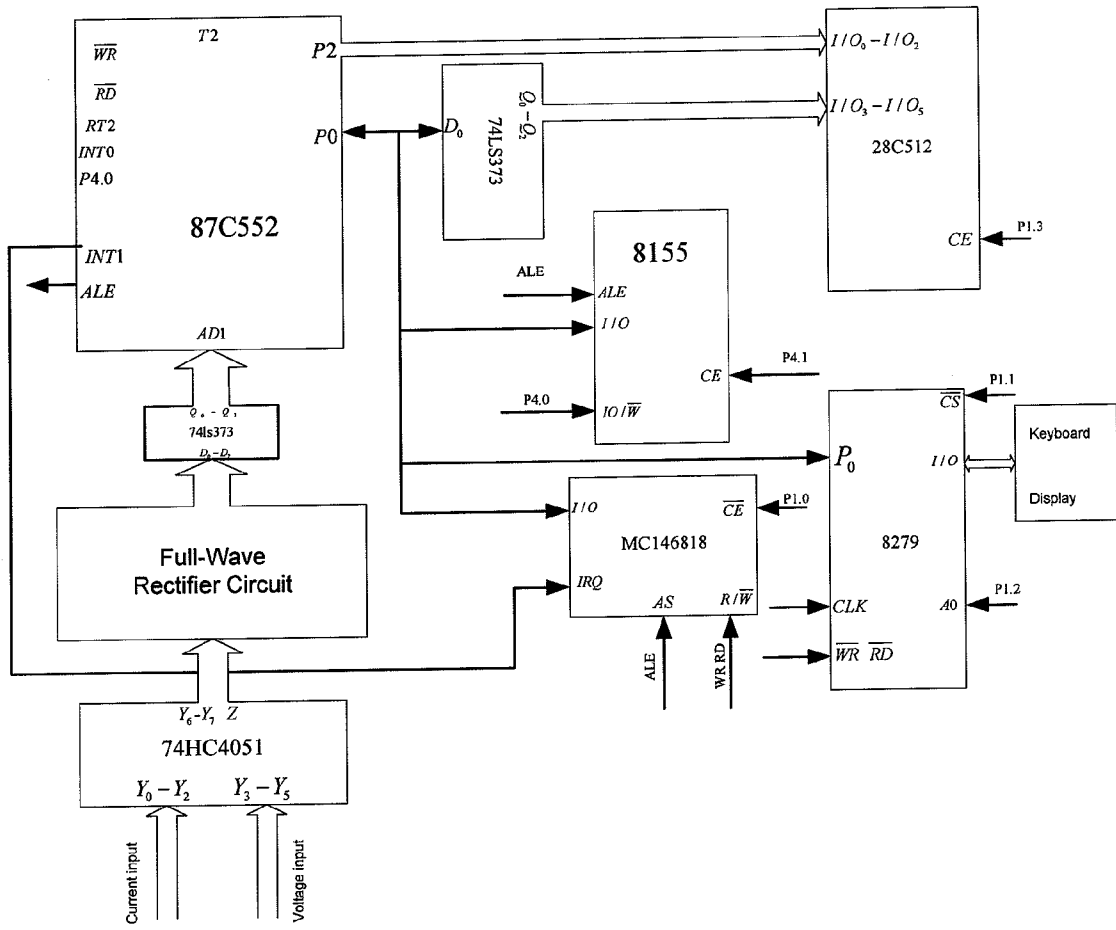 T2
WR
P2
RD
RT2
INT0
P4.0
P0
87C552
INT1
ALE
AD1
D₀
74LS373
Q₀-Q₂
I/O₀-I/O₂
I/O₃-I/O₅
28C512
CE
P1.3
8155
ALE
ALE
I/O
CE
P4.1
P4.0
IO/W
74ls373
D₀-D₇
Full-Wave
Rectifier Circuit
P1.1
CS
P₀
I/O
Keyboard
Display
8279
CLK
A0
P1.2
WR RD
I/O
CE
P1.0
MC146818
IRQ
AS
R/W
ALE
WR RD
Y₆-Y₇ Z
74HC4051
Y₀-Y₂
Y₃-Y₅
Current input
Voltage input